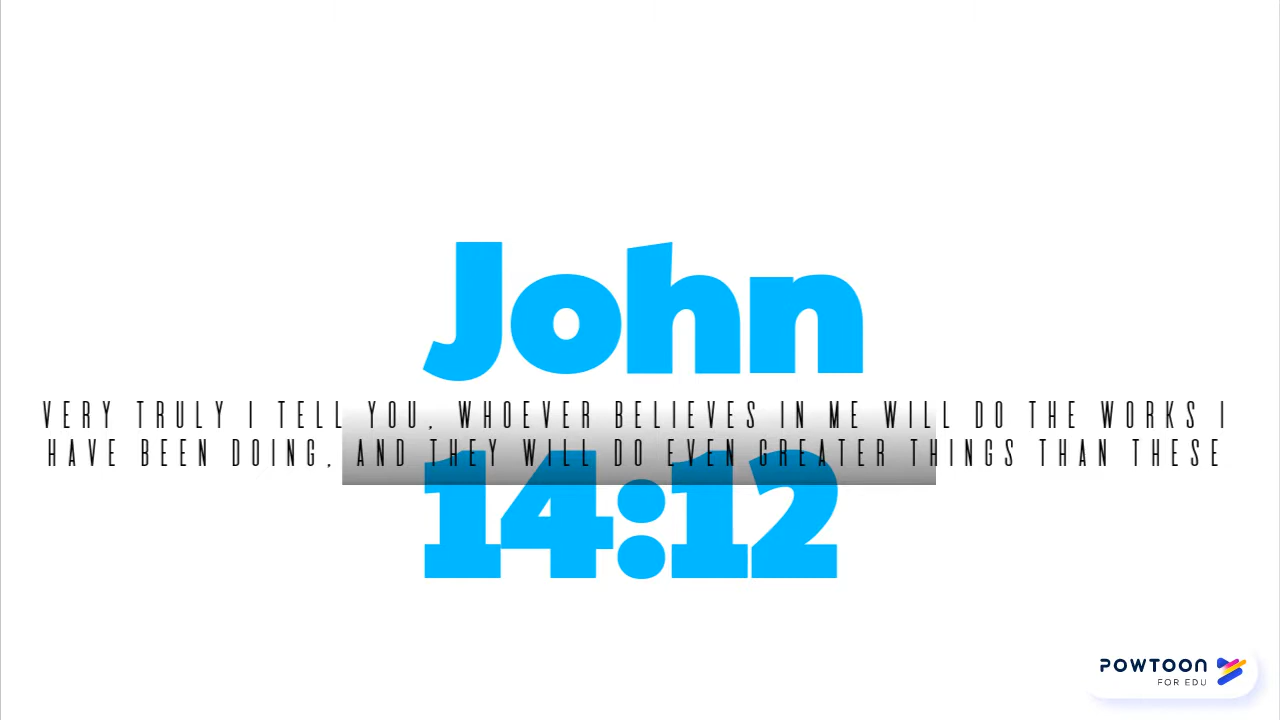 John
VERY TRULY I TELL YOU, WHOEVER BELIEVES IN ME WILL DO THE WORKS I
HAVE BEEN DOING, AND THEY WILL DO EVEN GREATER THINGS THAN THESE
14:12
POWTOON
FOR EDU